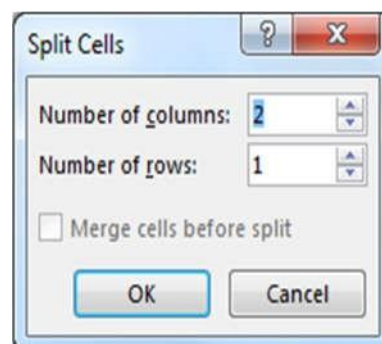 Split Cells
Number of columns: 2
Number of rows: 1
Merge cells before split
OK Cancel